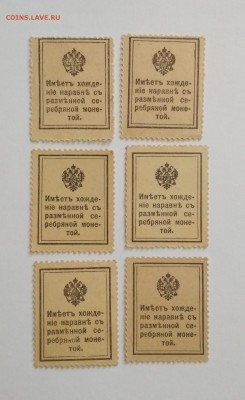 COINS.LAVE.RU
Имѣетъ хожде-
ніе наравнѣ съ
размѣнной се-
ребряной моне-
той.
Имѣетъ хожде-
ніе наравнѣ съ
размѣнной се-
ребряной моне-
той.
Имѣетъ хожде-
ніе наравнѣ съ
размѣнной се-
ребряной моне-
той.
Имѣетъ хожде-
ніе наравнѣ съ
размѣнной се-
ребряной моне-
той.
Имѣетъ хожде-
ніе наравнѣ съ
размѣнной се-
ребряной моне-
той.
Имѣетъ хожде-
ніе наравнѣ съ
размѣнной се-
ребряной моне-
той.